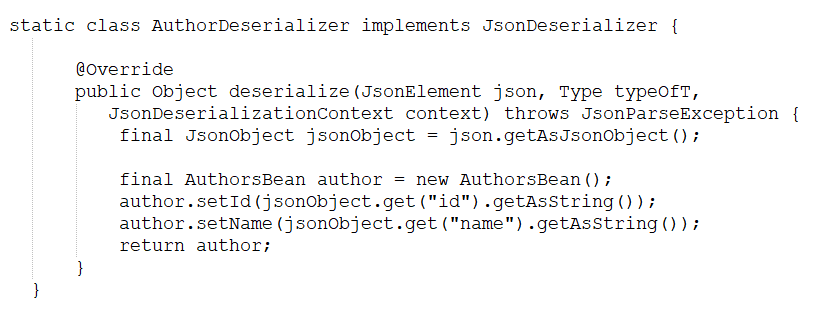 static class AuthorDeserializer implements JsonDeserializer {
@Override
public Object deserialize(JsonElement json, Type typeOfT,
JsonDeserializationContext context) throws JsonParseException {
final JsonObject jsonObject = json.getAsJsonObject();
final AuthorsBean author = new AuthorsBean();
author.setId(jsonObject.get("id").getAsString());
author.setName(jsonObject.get("name").getAsString());
return author;
}
}